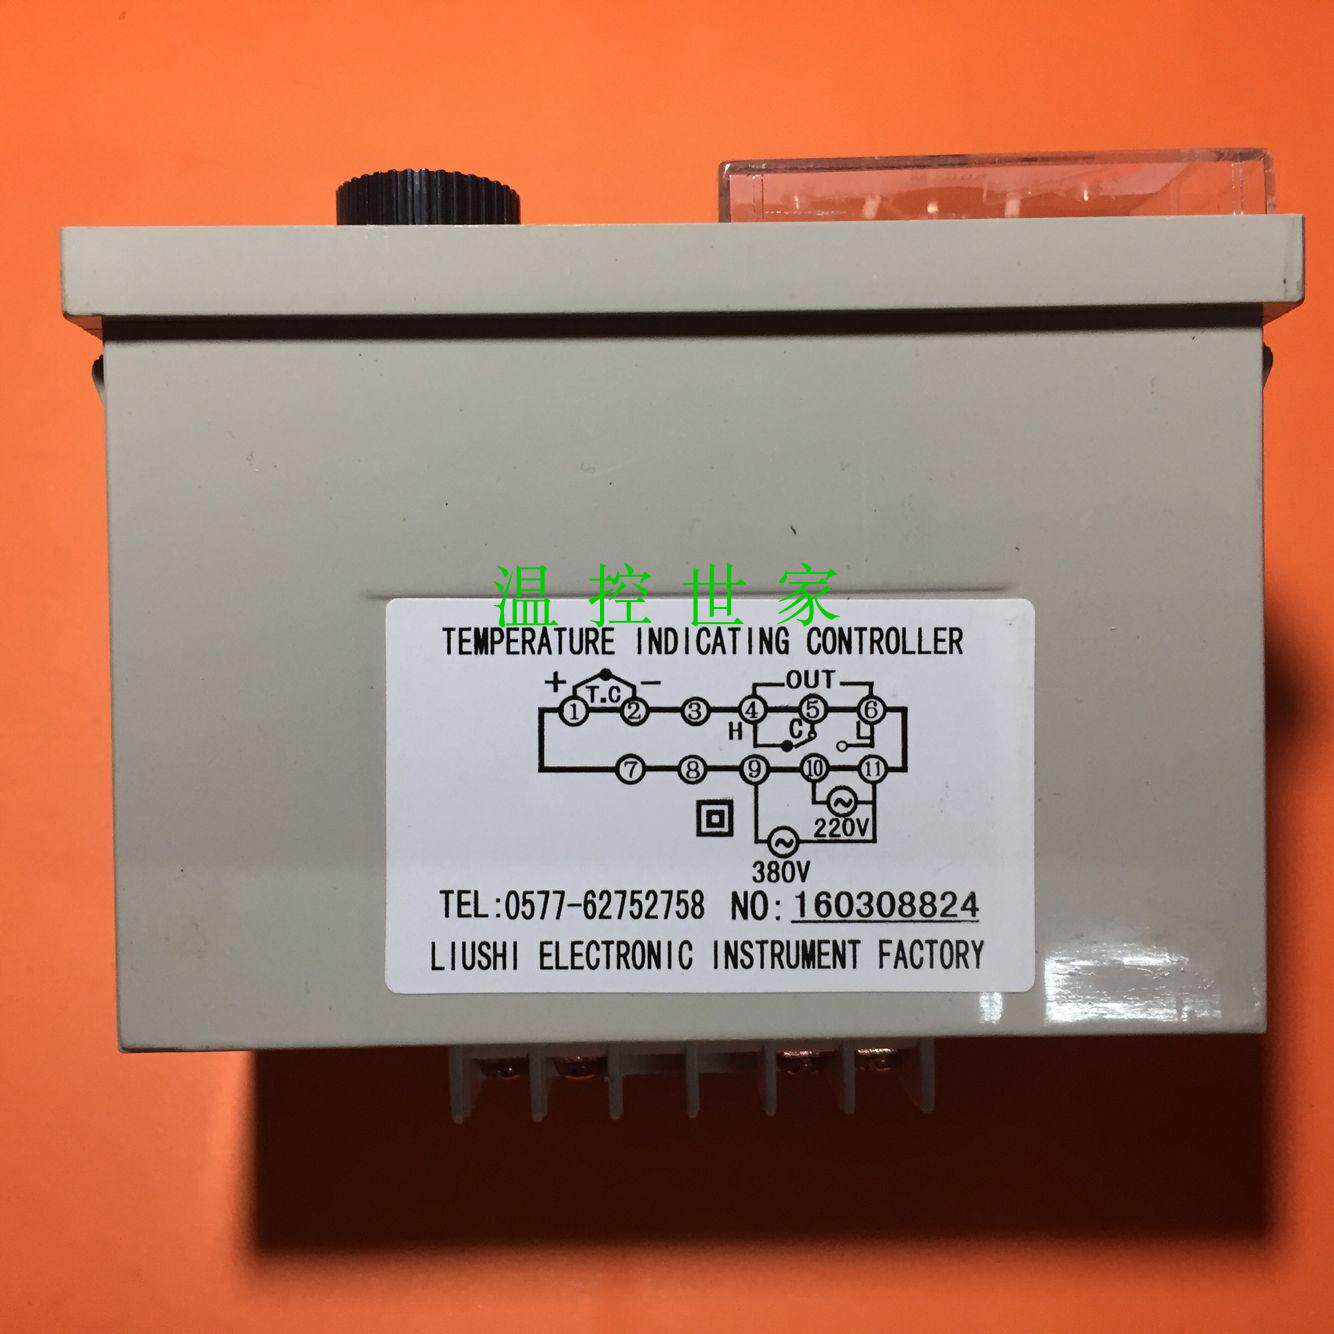 温控世家
TEMPERATURE INDICATING CONTROLLER
+ T.C - OUT
① ② ③ ④ ⑤ ⑥
H C L
⑦ ⑧ ⑨ ⑩ ⑪
220V
380V
TEL:0577-62752758 NO: 160308824
LIUSHI ELECTRONIC INSTRUMENT FACTORY